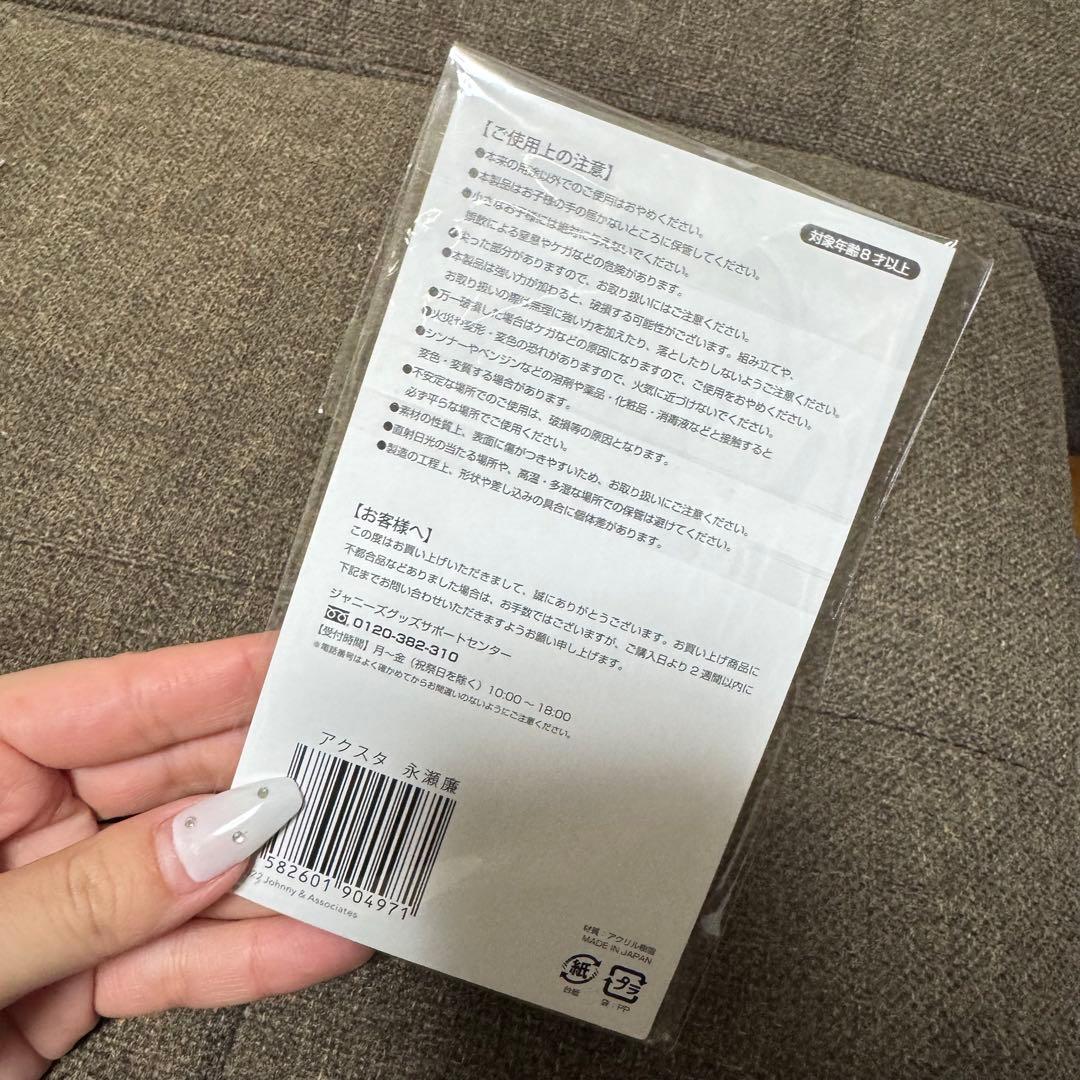 【ご使用上の注意】
対象年齢8才以上
●本来の用途以外でのご使用はおやめください。
●本製品はお子様の手の届かないところに保管してください。
●小さなお子様には絶対に与えないでください。
誤飲による窒息やケガなどの危険があります。
●尖った部分がありますので、お取り扱いにはご注意ください。
●本製品は強い力が加わると、破損する可能性がございます。組み立てや、
お取り扱いの際は無理に強い力を加えたり、落としたりしないようご注意ください。
●万一破損した場合はケガなどの原因になりますので、ご使用をおやめください。
●火災や変形・変色の恐れがありますので、火気に近づけないでください。
●シンナーやベンジンなどの溶剤や薬品・化粧品・消毒液などと接触すると
変色・変質する場合があります。
●不安定な場所でのご使用は、破損等の原因となります。
必ず平らな場所でご使用ください。
●素材の性質上、表面に傷がつきやすいため、お取り扱いにご注意ください。
●直射日光の当たる場所や、高温・多湿な場所での保管は避けてください。
●製造の工程上、形状や差し込みの具合に個体差があります。
【お客様へ】
この度はお買い上げいただきまして、誠にありがとうございます。お買い上げ商品に
不都合品などありました場合は、お手数ではございますが、ご購入日より2週間以内に
下記までお問い合わせいただきますようお願い申し上げます。
ジャニーズグッズサポートセンター
0120-382-310
【受付時間】月～金（祝祭日を除く）10:00～18:00
※電話番号はよく確かめてからお間違いのないようにご注意ください。
アクスタ 永瀬廉
582601 904971
22 Johnny & Associates
材質：アクリル樹脂
MADE IN JAPAN
紙
台紙
プラ
袋：PP